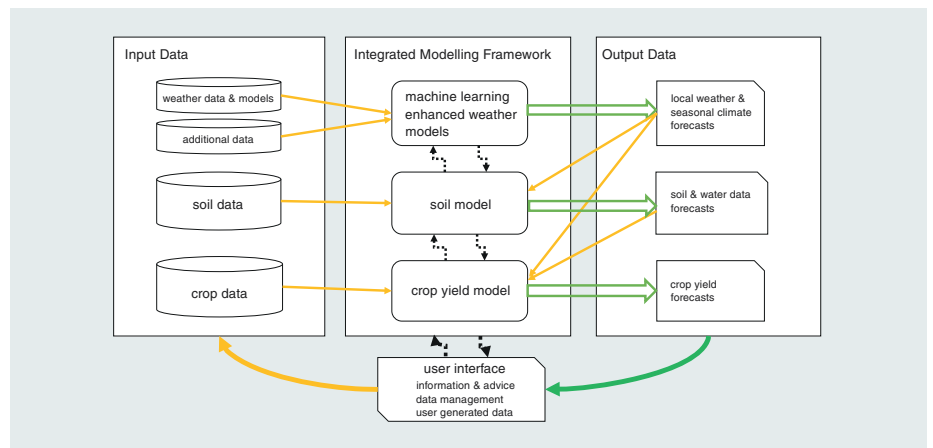 Input Data
weather data & models
additional data
soil data
crop data
Integrated Modelling Framework
machine learning
enhanced weather
models
soil model
crop yield model
Output Data
local weather &
seasonal climate
forecasts
soil & water data
forecasts
crop yield
forecasts
user interface
information & advice
data management
user generated data